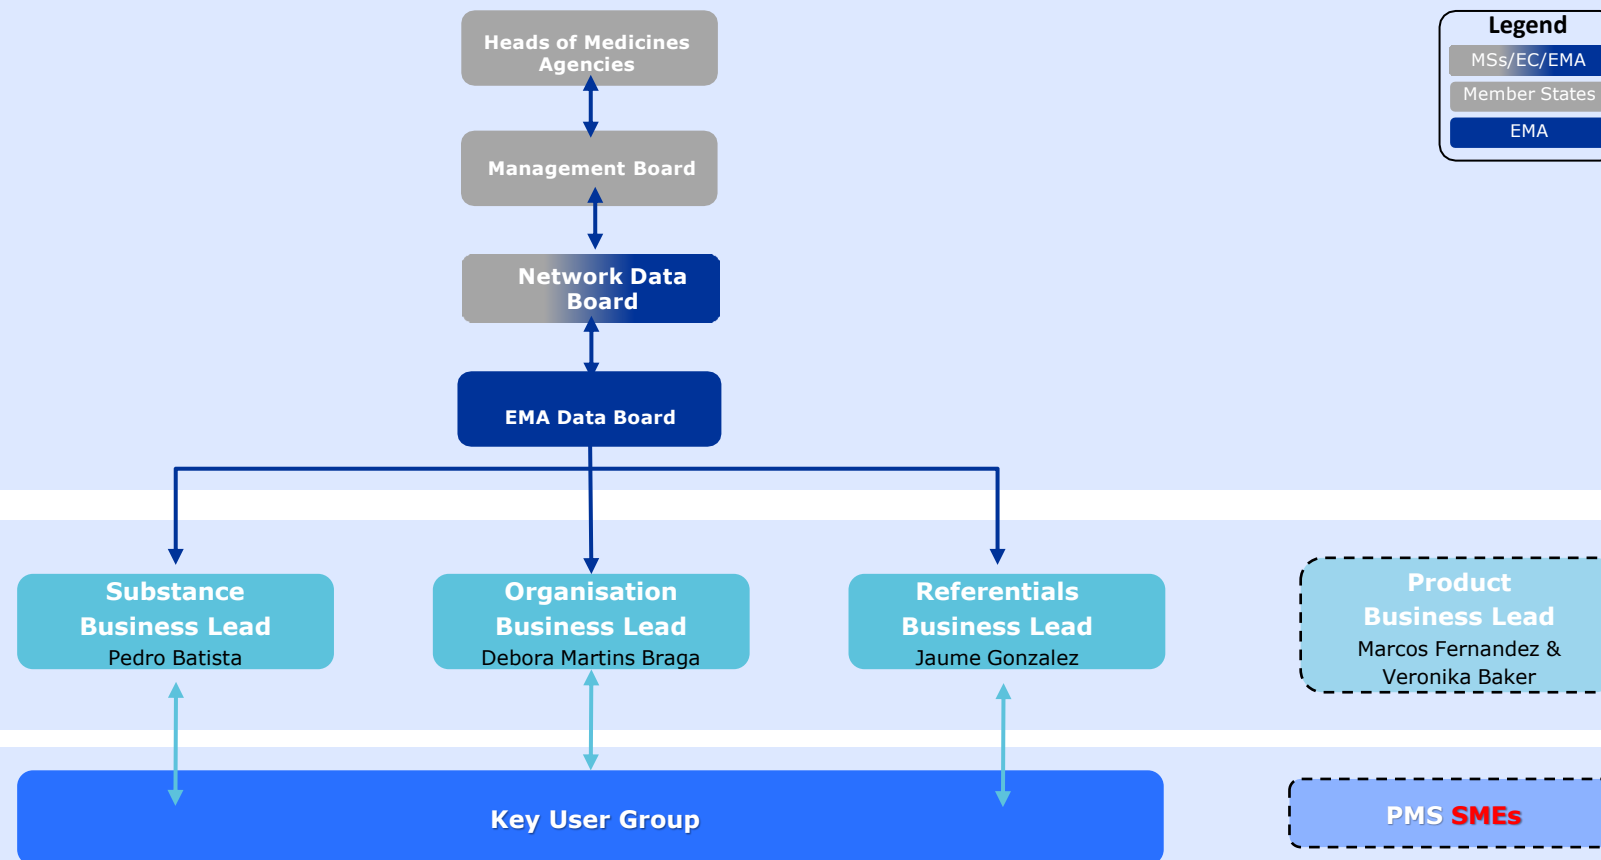 Heads of Medicines
Agencies
Legend
MSs/EC/EMA
Member States
EMA
Management Board
Network Data
Board
EMA Data Board
Substance
Business Lead
Pedro Batista
Organisation
Business Lead
Debora Martins Braga
Referentials
Business Lead
Jaume Gonzalez
Product
Business Lead
Marcos Fernandez &
Veronika Baker
Key User Group
PMS SMEs